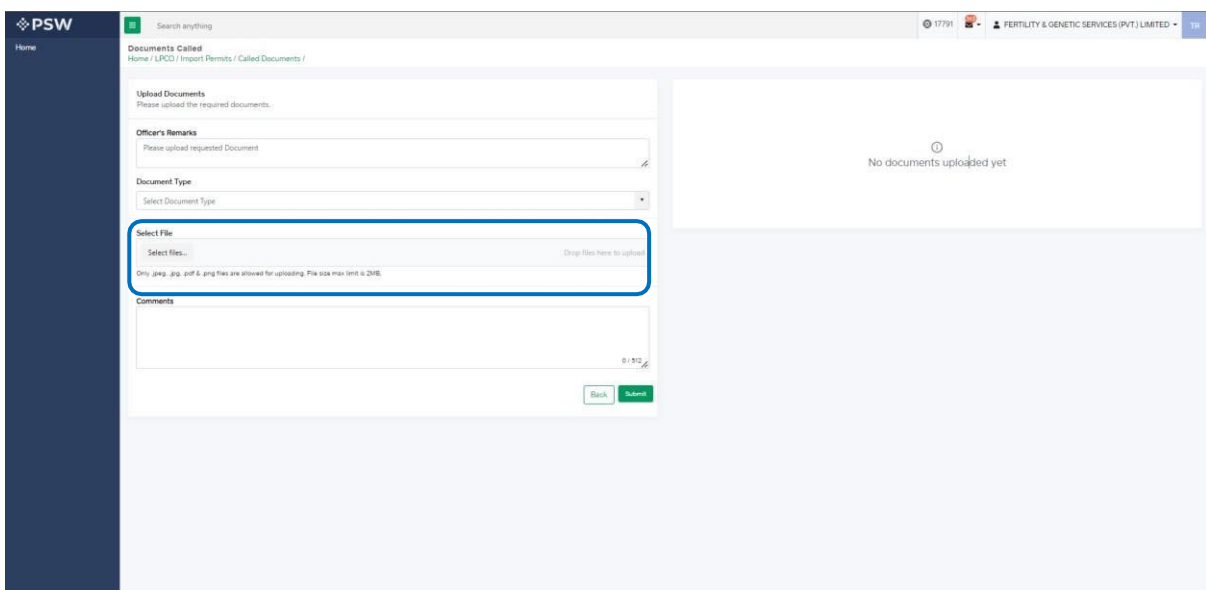 PSW
Search anything
17791
FERTILITY & GENETIC SERVICES (PVT.) LIMITED
TR
Home
Documents Called
Home / LPCO / Import Permits / Called Documents /
Upload Documents
Please upload the required documents.
Officer's Remarks
Please upload requested Document
No documents uploaded yet
Document Type
Select Document Type
Select File
Select files...
Drop files here to upload
Only .jpeg, .jpg, .pdf & .png files are allowed for uploading. File size max limit is 2MB.
Comments
0 / 512
Back
Submit